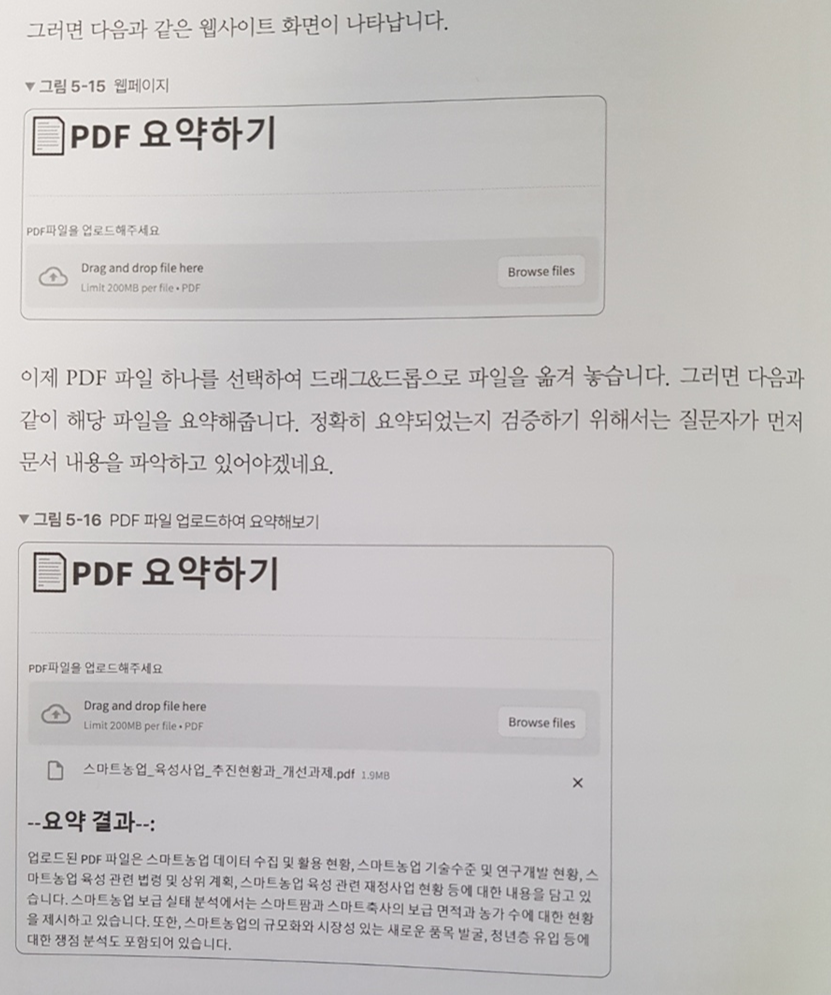 그러면 다음과 같은 웹사이트 화면이 나타납니다.
▼그림 5-15 웹페이지
PDF 요약하기
PDF파일을 업로드해주세요
Drag and drop file here
Limit 200MB per file • PDF
Browse files
이제 PDF 파일 하나를 선택하여 드래그&드롭으로 파일을 옮겨 놓습니다. 그러면 다음과
같이 해당 파일을 요약해줍니다. 정확히 요약되었는지 검증하기 위해서는 질문자가 먼저
문서 내용을 파악하고 있어야겠네요.
▼그림 5-16 PDF 파일 업로드하여 요약해보기
PDF 요약하기
PDF파일을 업로드해주세요
Drag and drop file here
Limit 200MB per file • PDF
Browse files
스마트농업_육성사업_추진현황과_개선과제.pdf 1.9MB
×
--요약 결과--:
업로드된 PDF 파일은 스마트농업 데이터 수집 및 활용 현황, 스마트농업 기술수준 및 연구개발 현황, 스
마트농업 육성 관련 법령 및 상위 계획, 스마트농업 육성 관련 재정사업 현황 등에 대한 내용을 담고 있
습니다. 스마트농업 보급 실태 분석에서는 스마트팜과 스마트축사의 보급 면적과 농가 수에 대한 현황
을 제시하고 있습니다. 또한, 스마트농업의 규모화와 시장성 있는 새로운 품목 발굴, 청년층 유입 등에
대한 쟁점 분석도 포함되어 있습니다.